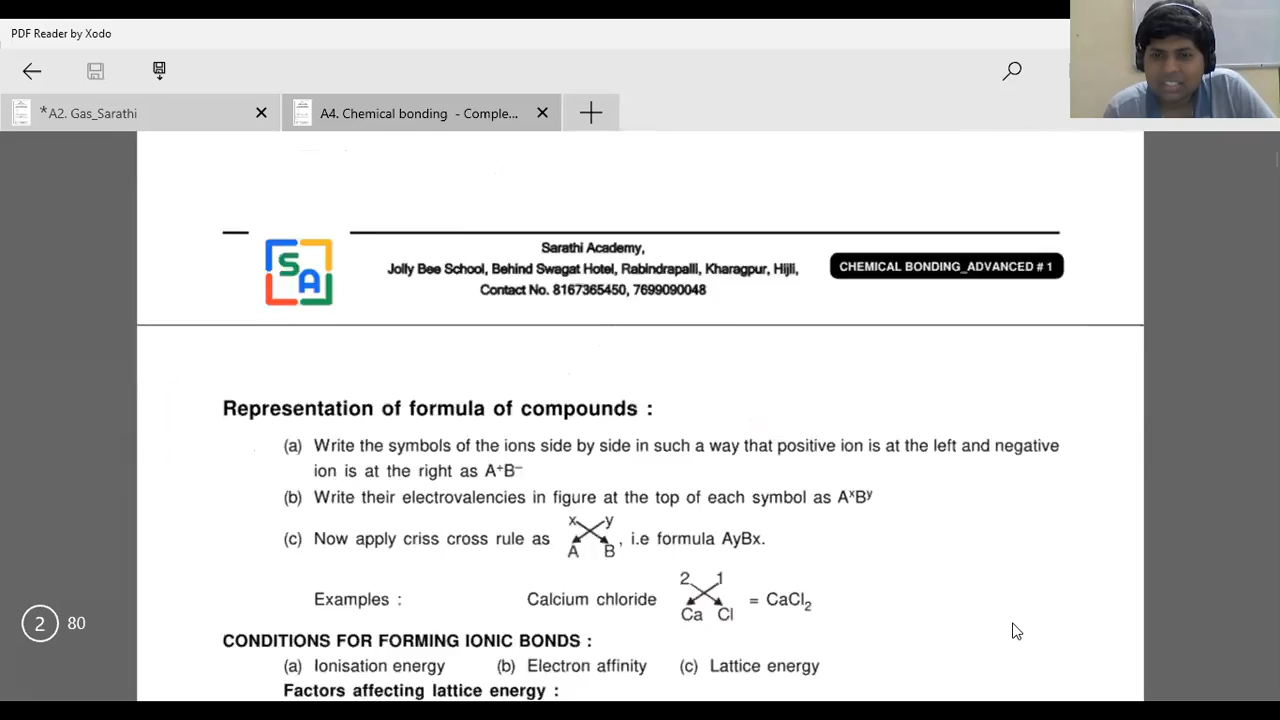 PDF Reader by Xodo
*A2. Gas_Sarathi
A4. Chemical bonding - Comple...
SA
Sarathi Academy,
Jolly Bee School, Behind Swagat Hotel, Rabindrapalli, Kharagpur, Hijli,
Contact No. 8167365450, 7699090048
CHEMICAL BONDING_ADVANCED # 1
Representation of formula of compounds :
(a) Write the symbols of the ions side by side in such a way that positive ion is at the left and negative
ion is at the right as A⁺B⁻
(b) Write their electrovalencies in figure at the top of each symbol as AˣBʸ
x y
(c) Now apply criss cross rule as A B , i.e formula AyBx.
2 1
Examples : Calcium chloride Ca Cl = CaCl₂
CONDITIONS FOR FORMING IONIC BONDS :
(a) Ionisation energy (b) Electron affinity (c) Lattice energy
Factors affecting lattice energy :
2 80